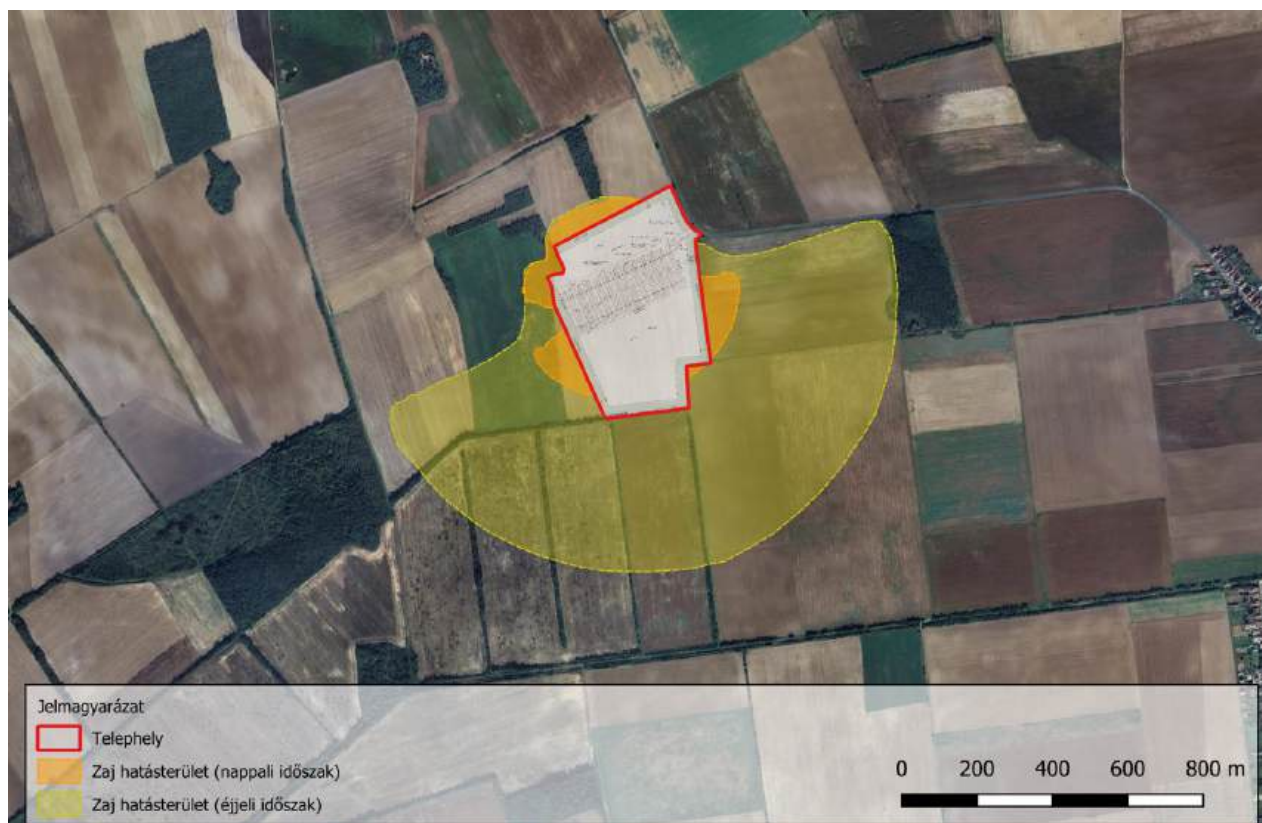 Jelmagyarázat
Telephely
Zaj hatásterület (nappali időszak)
Zaj hatásterület (éjjeli időszak)
0 200 400 600 800 m